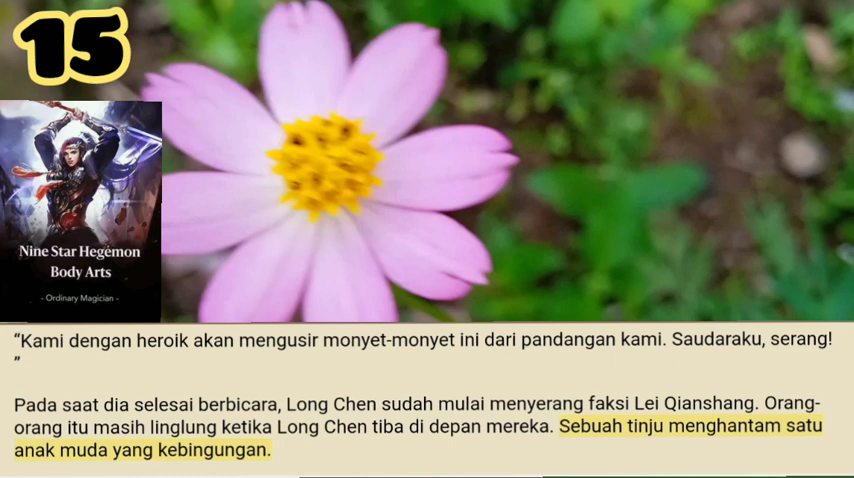 15
Nine Star Hegemon
Body Arts
- Ordinary Magician -
“Kami dengan heroik akan mengusir monyet-monyet ini dari pandangan kami. Saudaraku, serang!
”
Pada saat dia selesai berbicara, Long Chen sudah mulai menyerang faksi Lei Qianshang. Orang-
orang itu masih linglung ketika Long Chen tiba di depan mereka. Sebuah tinju menghantam satu
anak muda yang kebingungan.